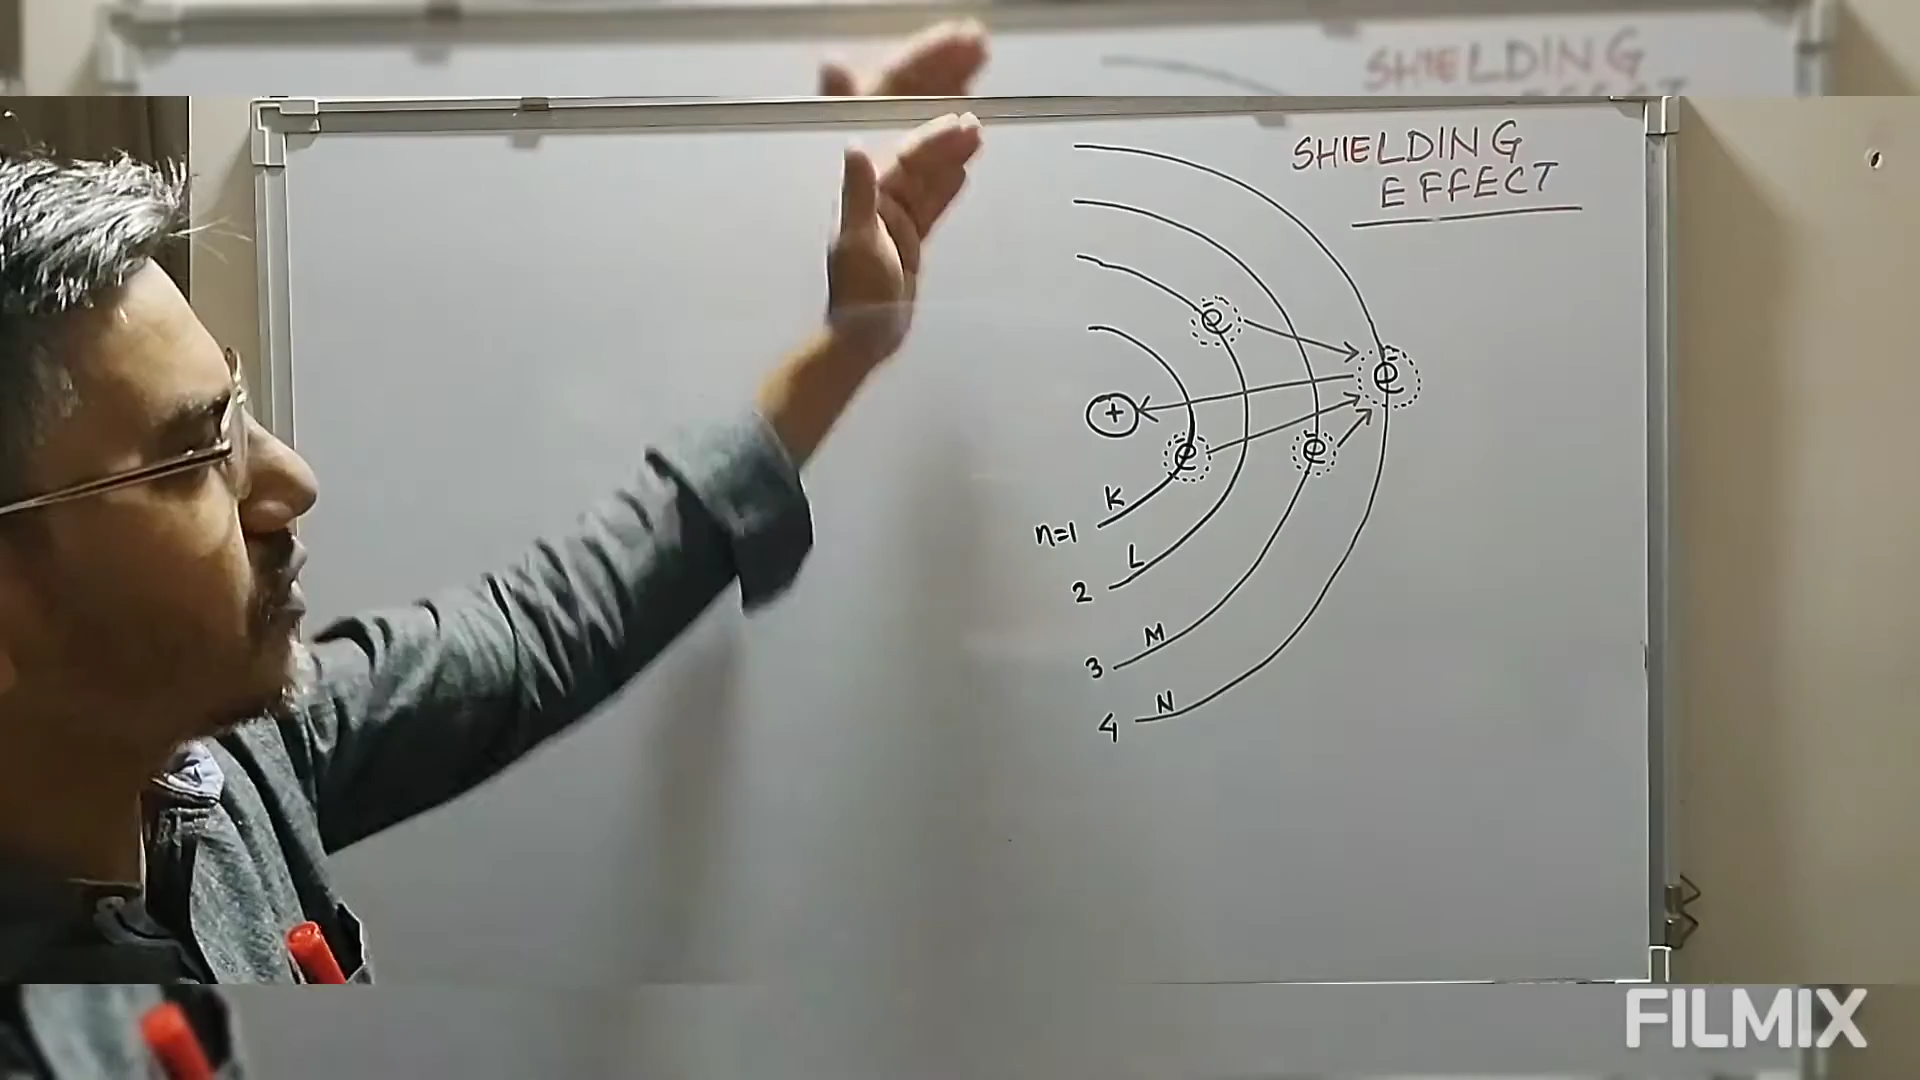 SHIELDING
EFFECT
e-
e-
+
e-
e-
K
n=1
L
2
M
3
N
4
FILMIX